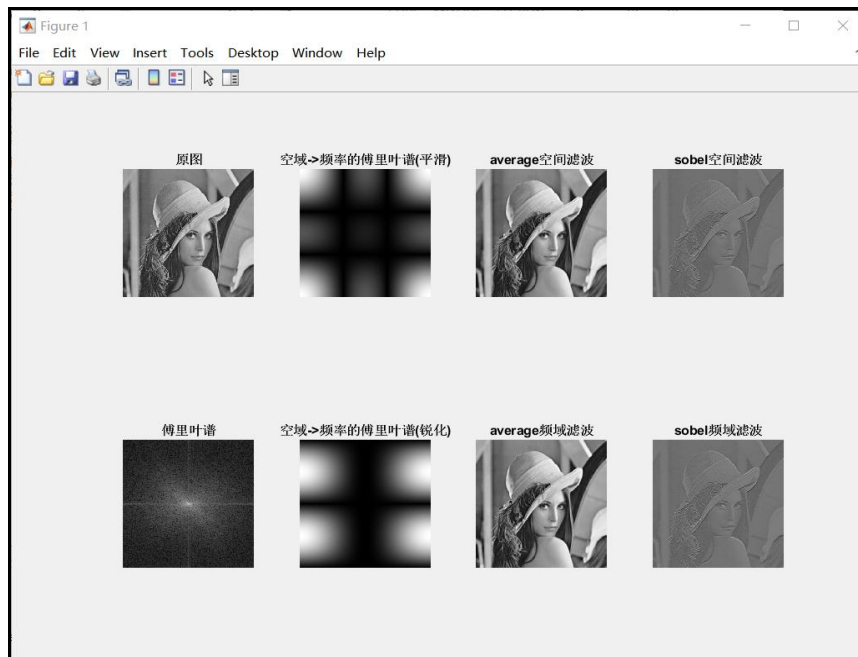 Figure 1
File Edit View Insert Tools Desktop Window Help
原图
空域->频率的傅里叶谱(平滑)
average空间滤波
sobel空间滤波
傅里叶谱
空域->频率的傅里叶谱(锐化)
average频域滤波
sobel频域滤波